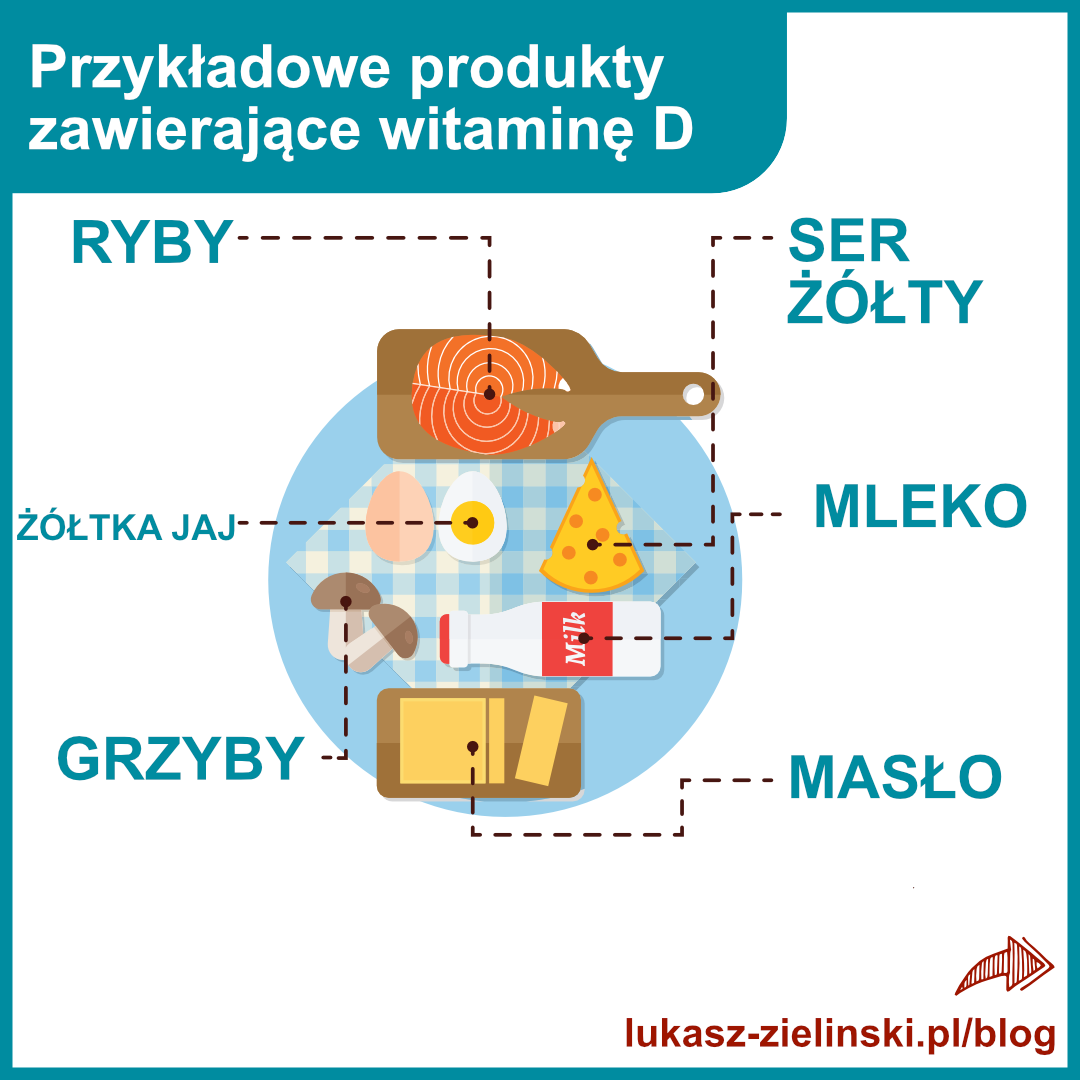 Przykładowe produkty
zawierające witaminę D
RYBY
SER
ŻÓŁTY
ŻÓŁTKA JAJ
MLEKO
Milk
GRZYBY
MASŁO
lukasz-zielinski.pl/blog